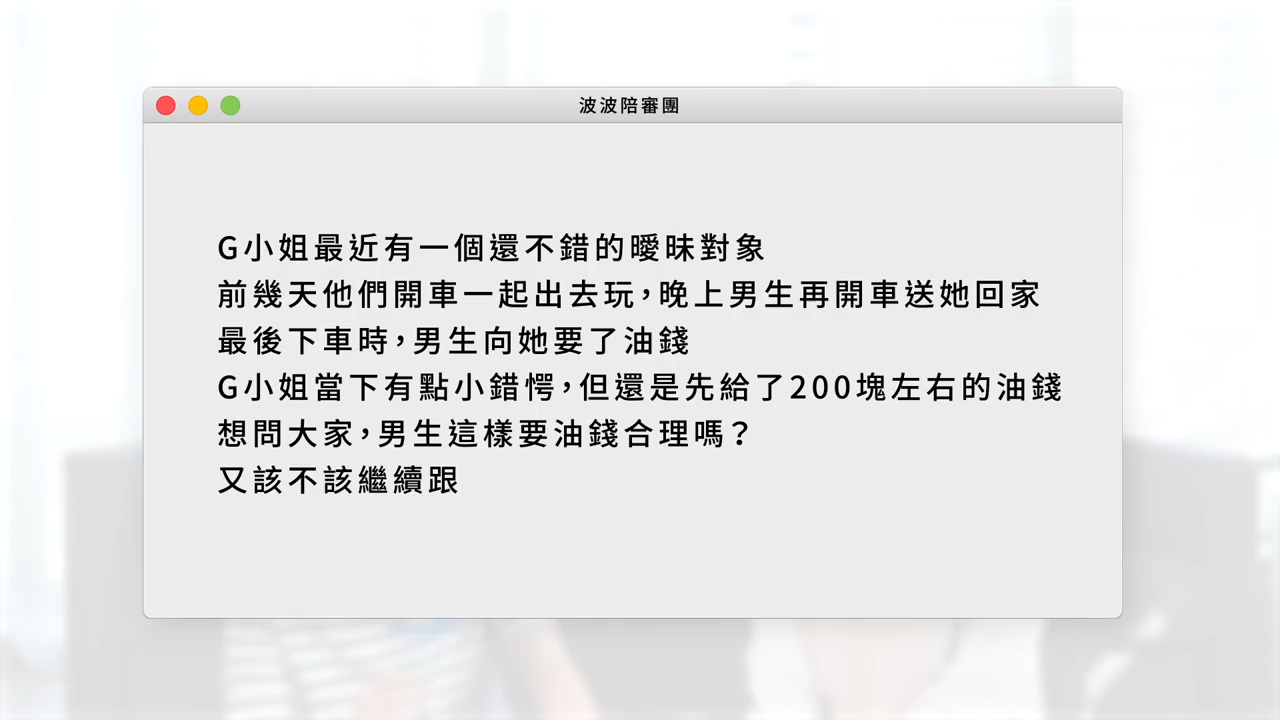 波波陪審團
G小姐最近有一個還不錯的曖昧對象
前幾天他們開車一起出去玩，晚上男生再開車送她回家
最後下車時，男生向她要了油錢
G小姐當下有點小錯愕，但還是先給了200塊左右的油錢
想問大家，男生這樣要油錢合理嗎？
又該不該繼續跟